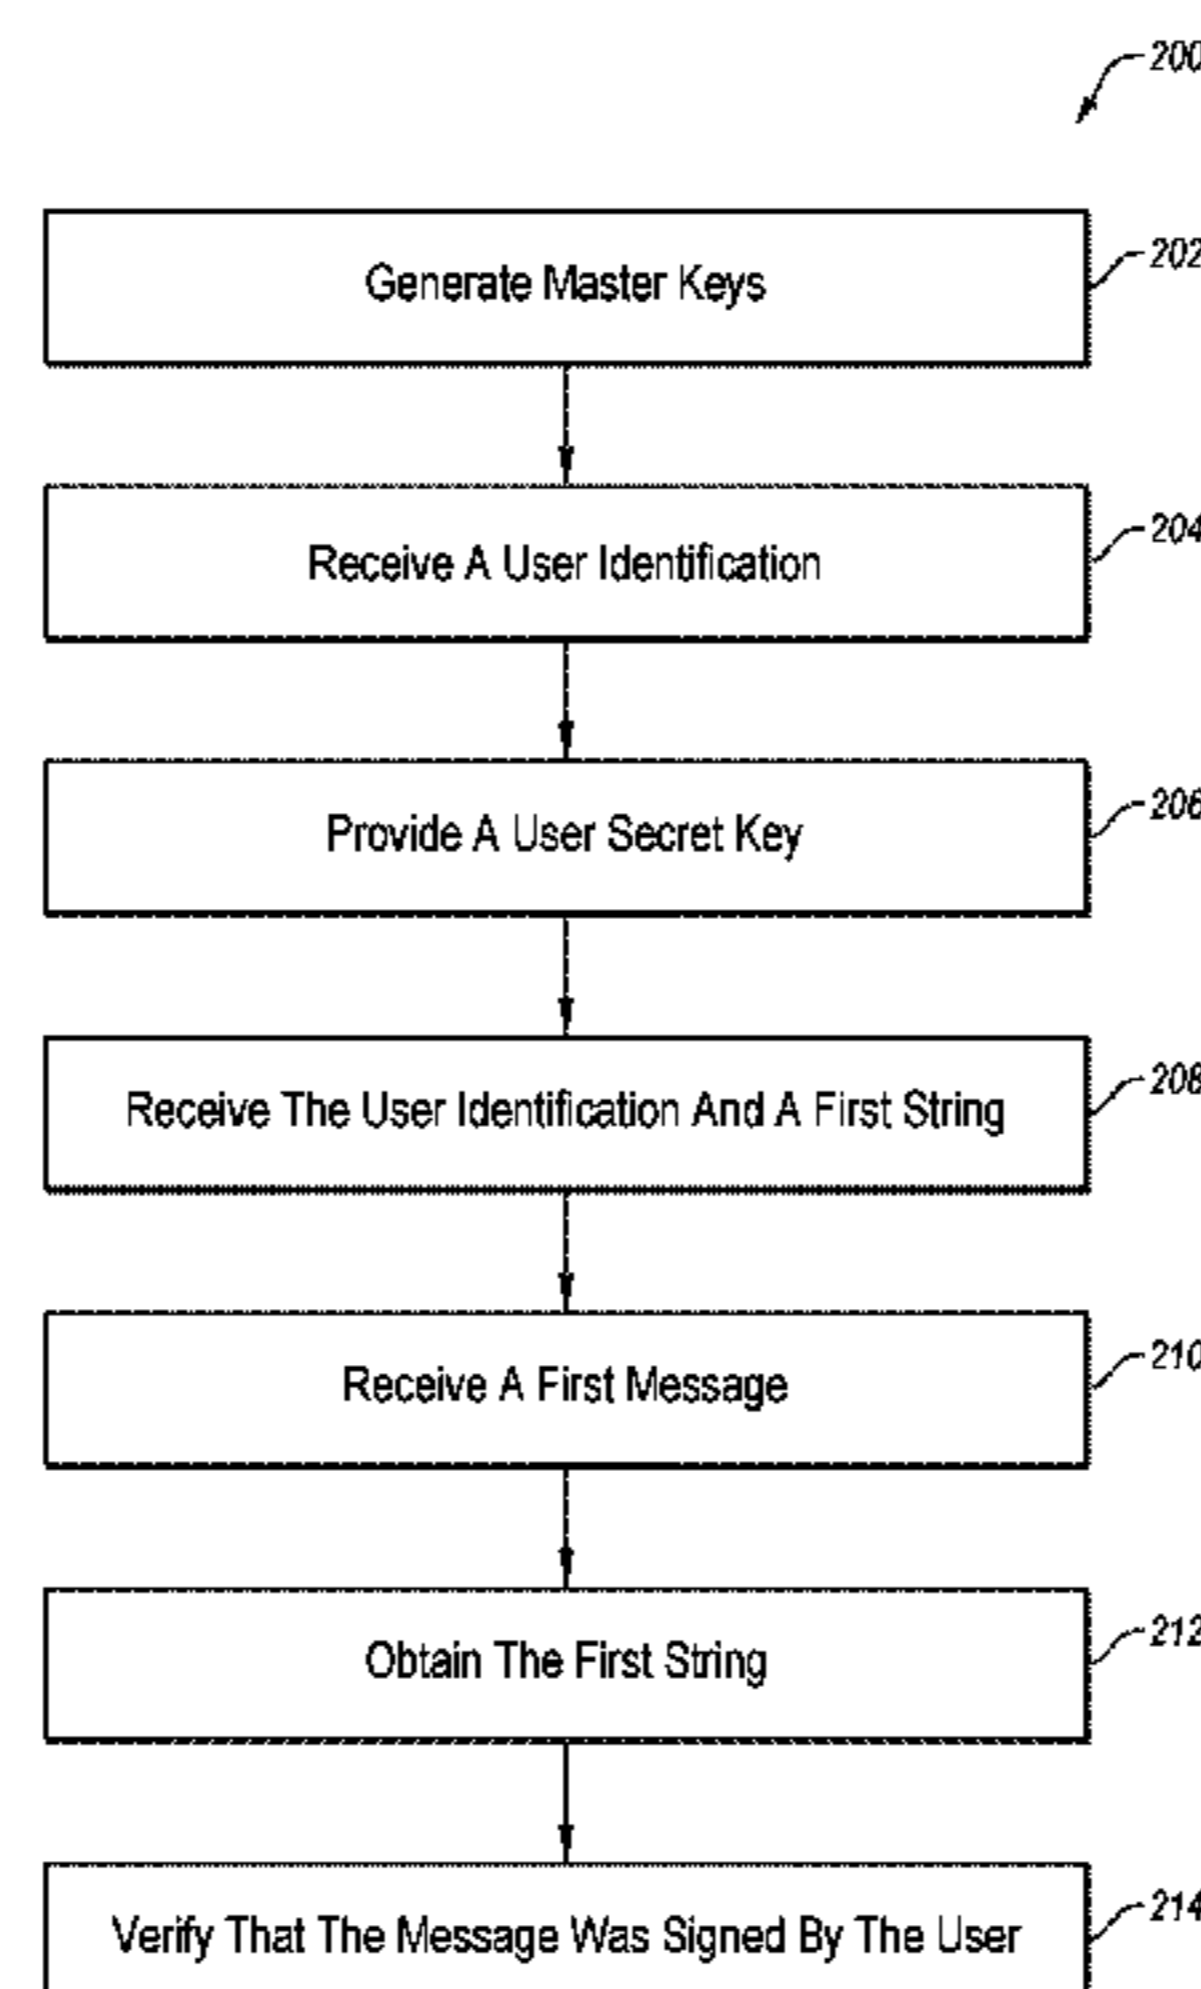 200
Generate Master Keys
202
Receive A User Identification
204
Provide A User Secret Key
206
Receive The User Identification And A First String
208
Receive A First Message
210
Obtain The First String
212
Verify That The Message Was Signed By The User
214